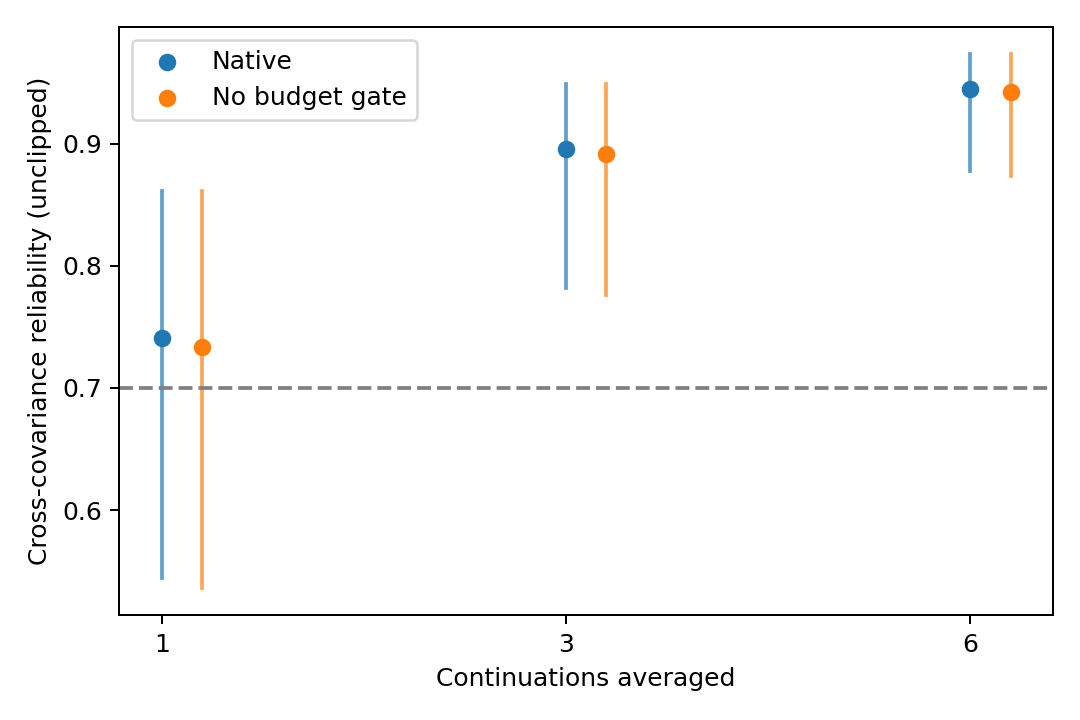 Native
No budget gate
Cross-covariance reliability (unclipped)
0.9
0.8
0.7
0.6
1 3 6
Continuations averaged